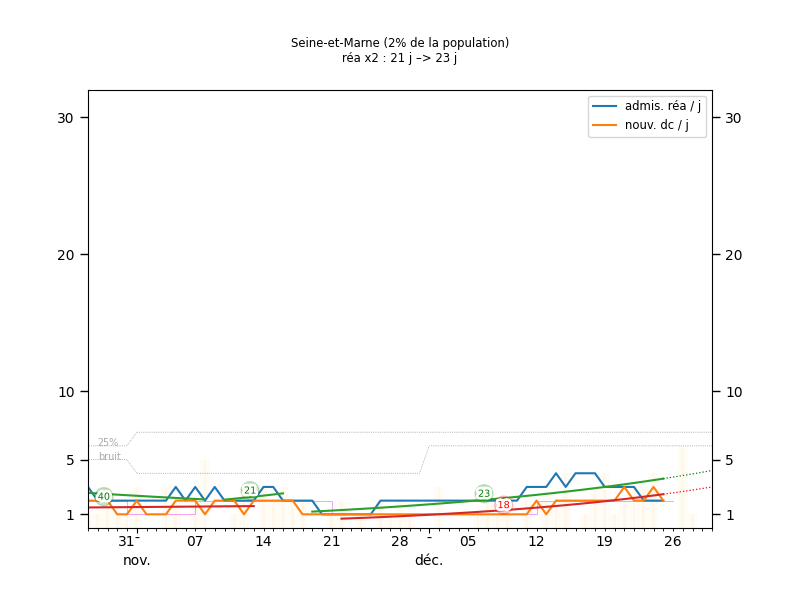 Seine-et-Marne (2% de la population)
réa x2 : 21 j –> 23 j
admis. réa / j
nouv. dc / j
30 30
20 20
10 10
25%
bruit
5 5
40 21 23 18
1 1
31 07 14 21 28 05 12 19 26
nov. déc.